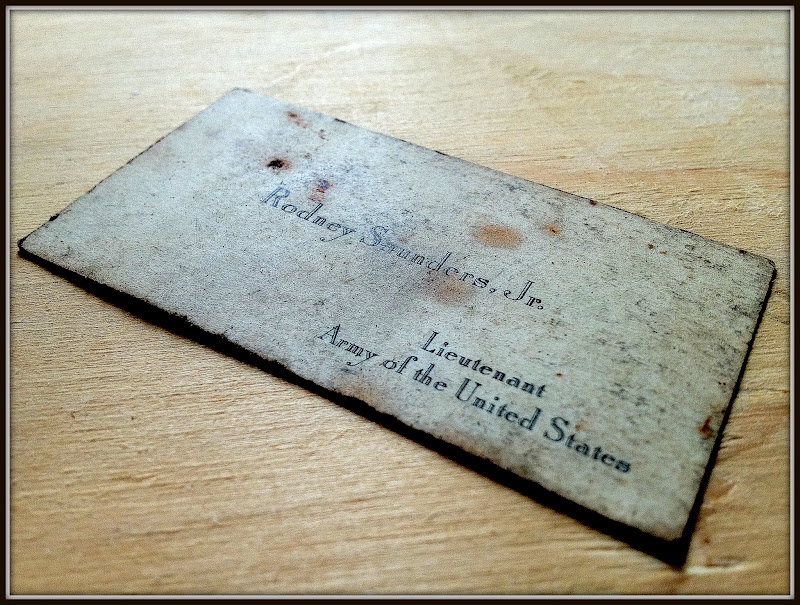 Rodney Saunders, Jr.
Lieutenant
Army of the United States